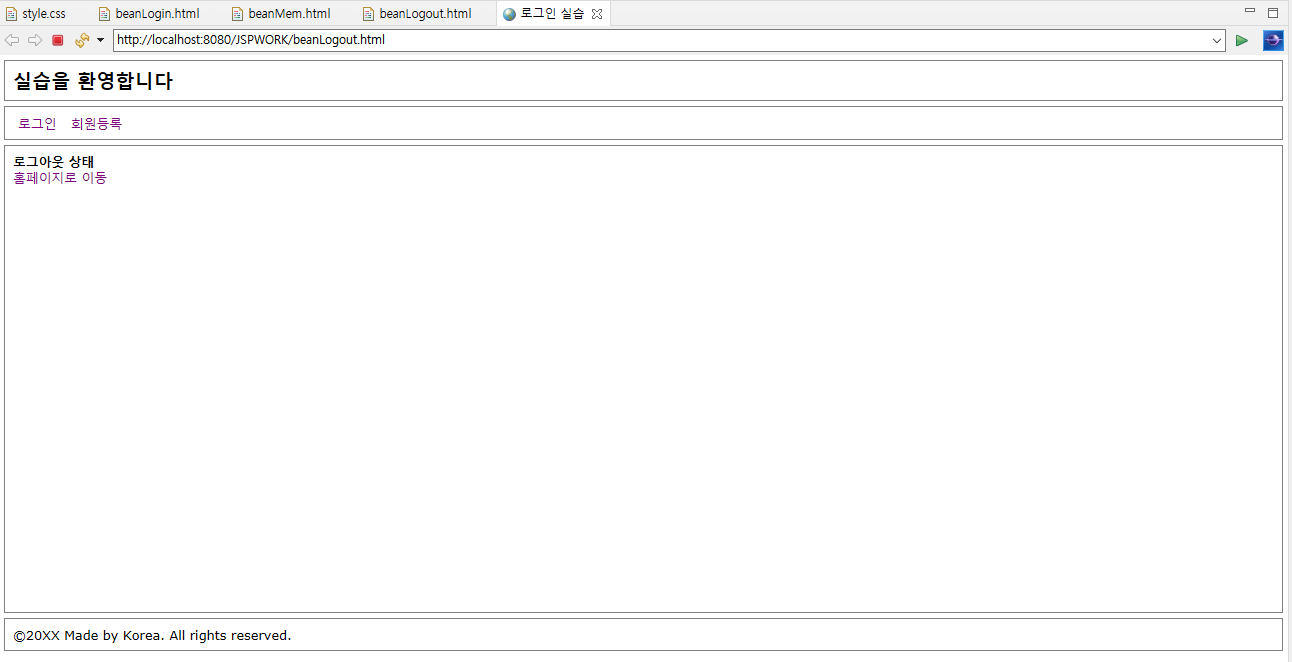 style.css beanLogin.html beanMem.html beanLogout.html 로그인 실습
http://localhost:8080/JSPWORK/beanLogout.html
실습을 환영합니다
로그인 회원등록
로그아웃 상태
홈페이지로 이동
©20XX Made by Korea. All rights reserved.